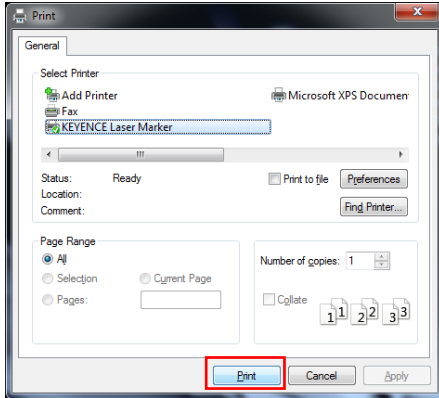 Print
General
Select Printer
Add Printer
Microsoft XPS Documen
Fax
KEYENCE Laser Marker
Status: Ready
Print to file
Preferences
Location:
Comment:
Find Printer...
Page Range
All
Selection
Current Page
Pages:
Number of copies: 1
Collate
1 1 2 2 3 3
Print
Cancel
Apply